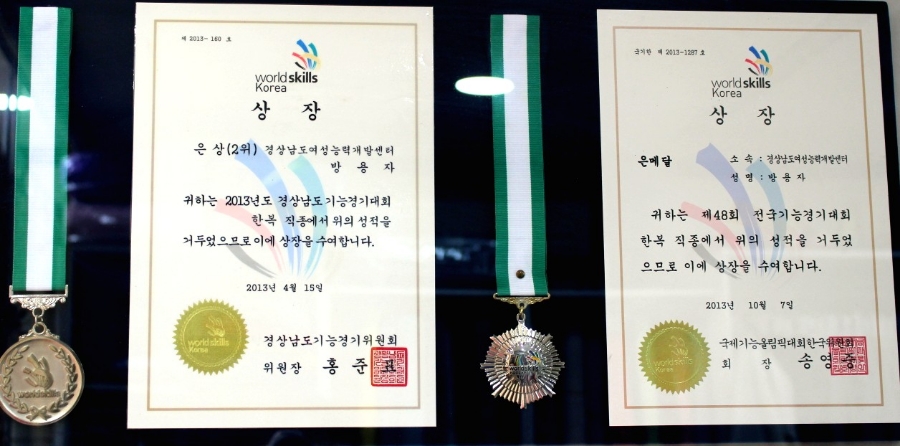 제 2013- 160 호
worldskills
Korea
상 장
은 상(2위) 경상남도여성능력개발센터
방 용 자
귀하는 2013년도 경상남도기능경기대회
한복 직종에서 위의 성적을
거두었으므로 이에 상장을 수여합니다.
2013년 4월 15일
worldskills
Korea
경상남도기능경기위원회
위원장 홍 준 표
worldskills
금기한 제 2013-1287 호
worldskills
Korea
상 장
은메달 소 속 : 경상남도여성능력개발센터
성 명 : 방 용 자
귀하는 제48회 전국기능경기대회
한복 직종에서 위의 성적을 거두었
으므로 이에 상장을 수여합니다.
2013년 10월 7일
국제기능올림픽대회한국위원회
회 장 송 영 중
worldskills